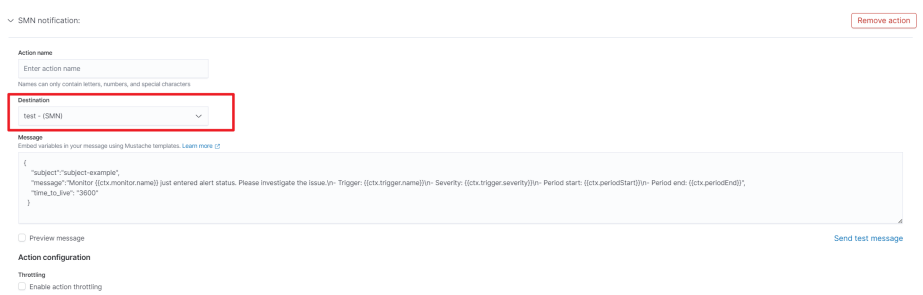 SMN notification:
Remove action
Action name
Enter action name
Names can only contain letters, numbers, and special characters
Destination
test - (SMN)
Message
Embed variables in your message using Mustache templates. Learn more
{
"subject":"subject-example",
"message":"Monitor {{ctx.monitor.name}} just entered alert status. Please investigate the issue.\n- Trigger: {{ctx.trigger.name}}\n- Severity: {{ctx.trigger.severity}}\n- Period start: {{ctx.periodStart}}\n- Period end: {{ctx.periodEnd}}",
"time_to_live": "3600"
}
Preview message
Send test message
Action configuration
Throttling
Enable action throttling